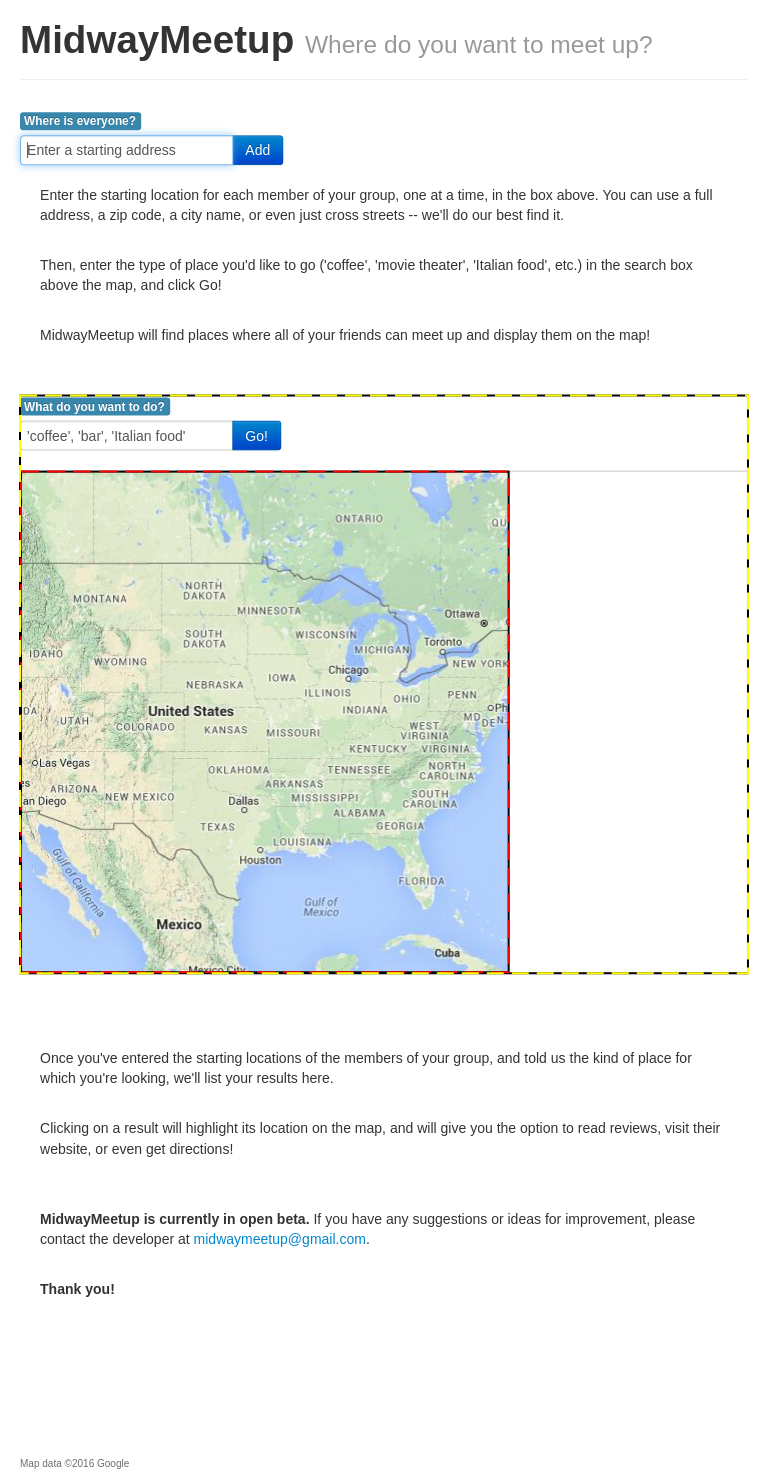 MidwayMeetup Where do you want to meet up?
Where is everyone?
Enter a starting address Add
Enter the starting location for each member of your group, one at a time, in the box above. You can use a full
address, a zip code, a city name, or even just cross streets -- we'll do our best find it.
Then, enter the type of place you'd like to go ('coffee', 'movie theater', 'Italian food', etc.) in the search box
above the map, and click Go!
MidwayMeetup will find places where all of your friends can meet up and display them on the map!
What do you want to do?
'coffee', 'bar', 'Italian food' Go!
ONTARIO
QU
NORTH
DAKOTA
MONTANA
MINNESOTA
Ottawa
SOUTH
DAKOTA
WISCONSIN
MICHIGAN
Toronto
IDAHO
WYOMING
NEW YORK
Chicago
NEBRASKA
IOWA
ILLINOIS
OHIO
PENN
United States
INDIANA
Ph
DA
UTAH
COLORADO
KANSAS
MISSOURI
WEST
VIRGINIA
MD
DE
N
KENTUCKY
VIRGINIA
Las Vegas
OKLAHOMA
TENNESSEE
NORTH
CAROLINA
es
ARIZONA
NEW MEXICO
ARKANSAS
an Diego
Dallas
MISSISSIPPI
SOUTH
CAROLINA
TEXAS
ALABAMA
GEORGIA
LOUISIANA
Houston
Gulf of
California
FLORIDA
Gulf of
Mexico
Mexico
Cuba
Mexico City
Once you've entered the starting locations of the members of your group, and told us the kind of place for
which you're looking, we'll list your results here.
Clicking on a result will highlight its location on the map, and will give you the option to read reviews, visit their
website, or even get directions!
MidwayMeetup is currently in open beta. If you have any suggestions or ideas for improvement, please
contact the developer at midwaymeetup@gmail.com.
Thank you!
Map data ©2016 Google